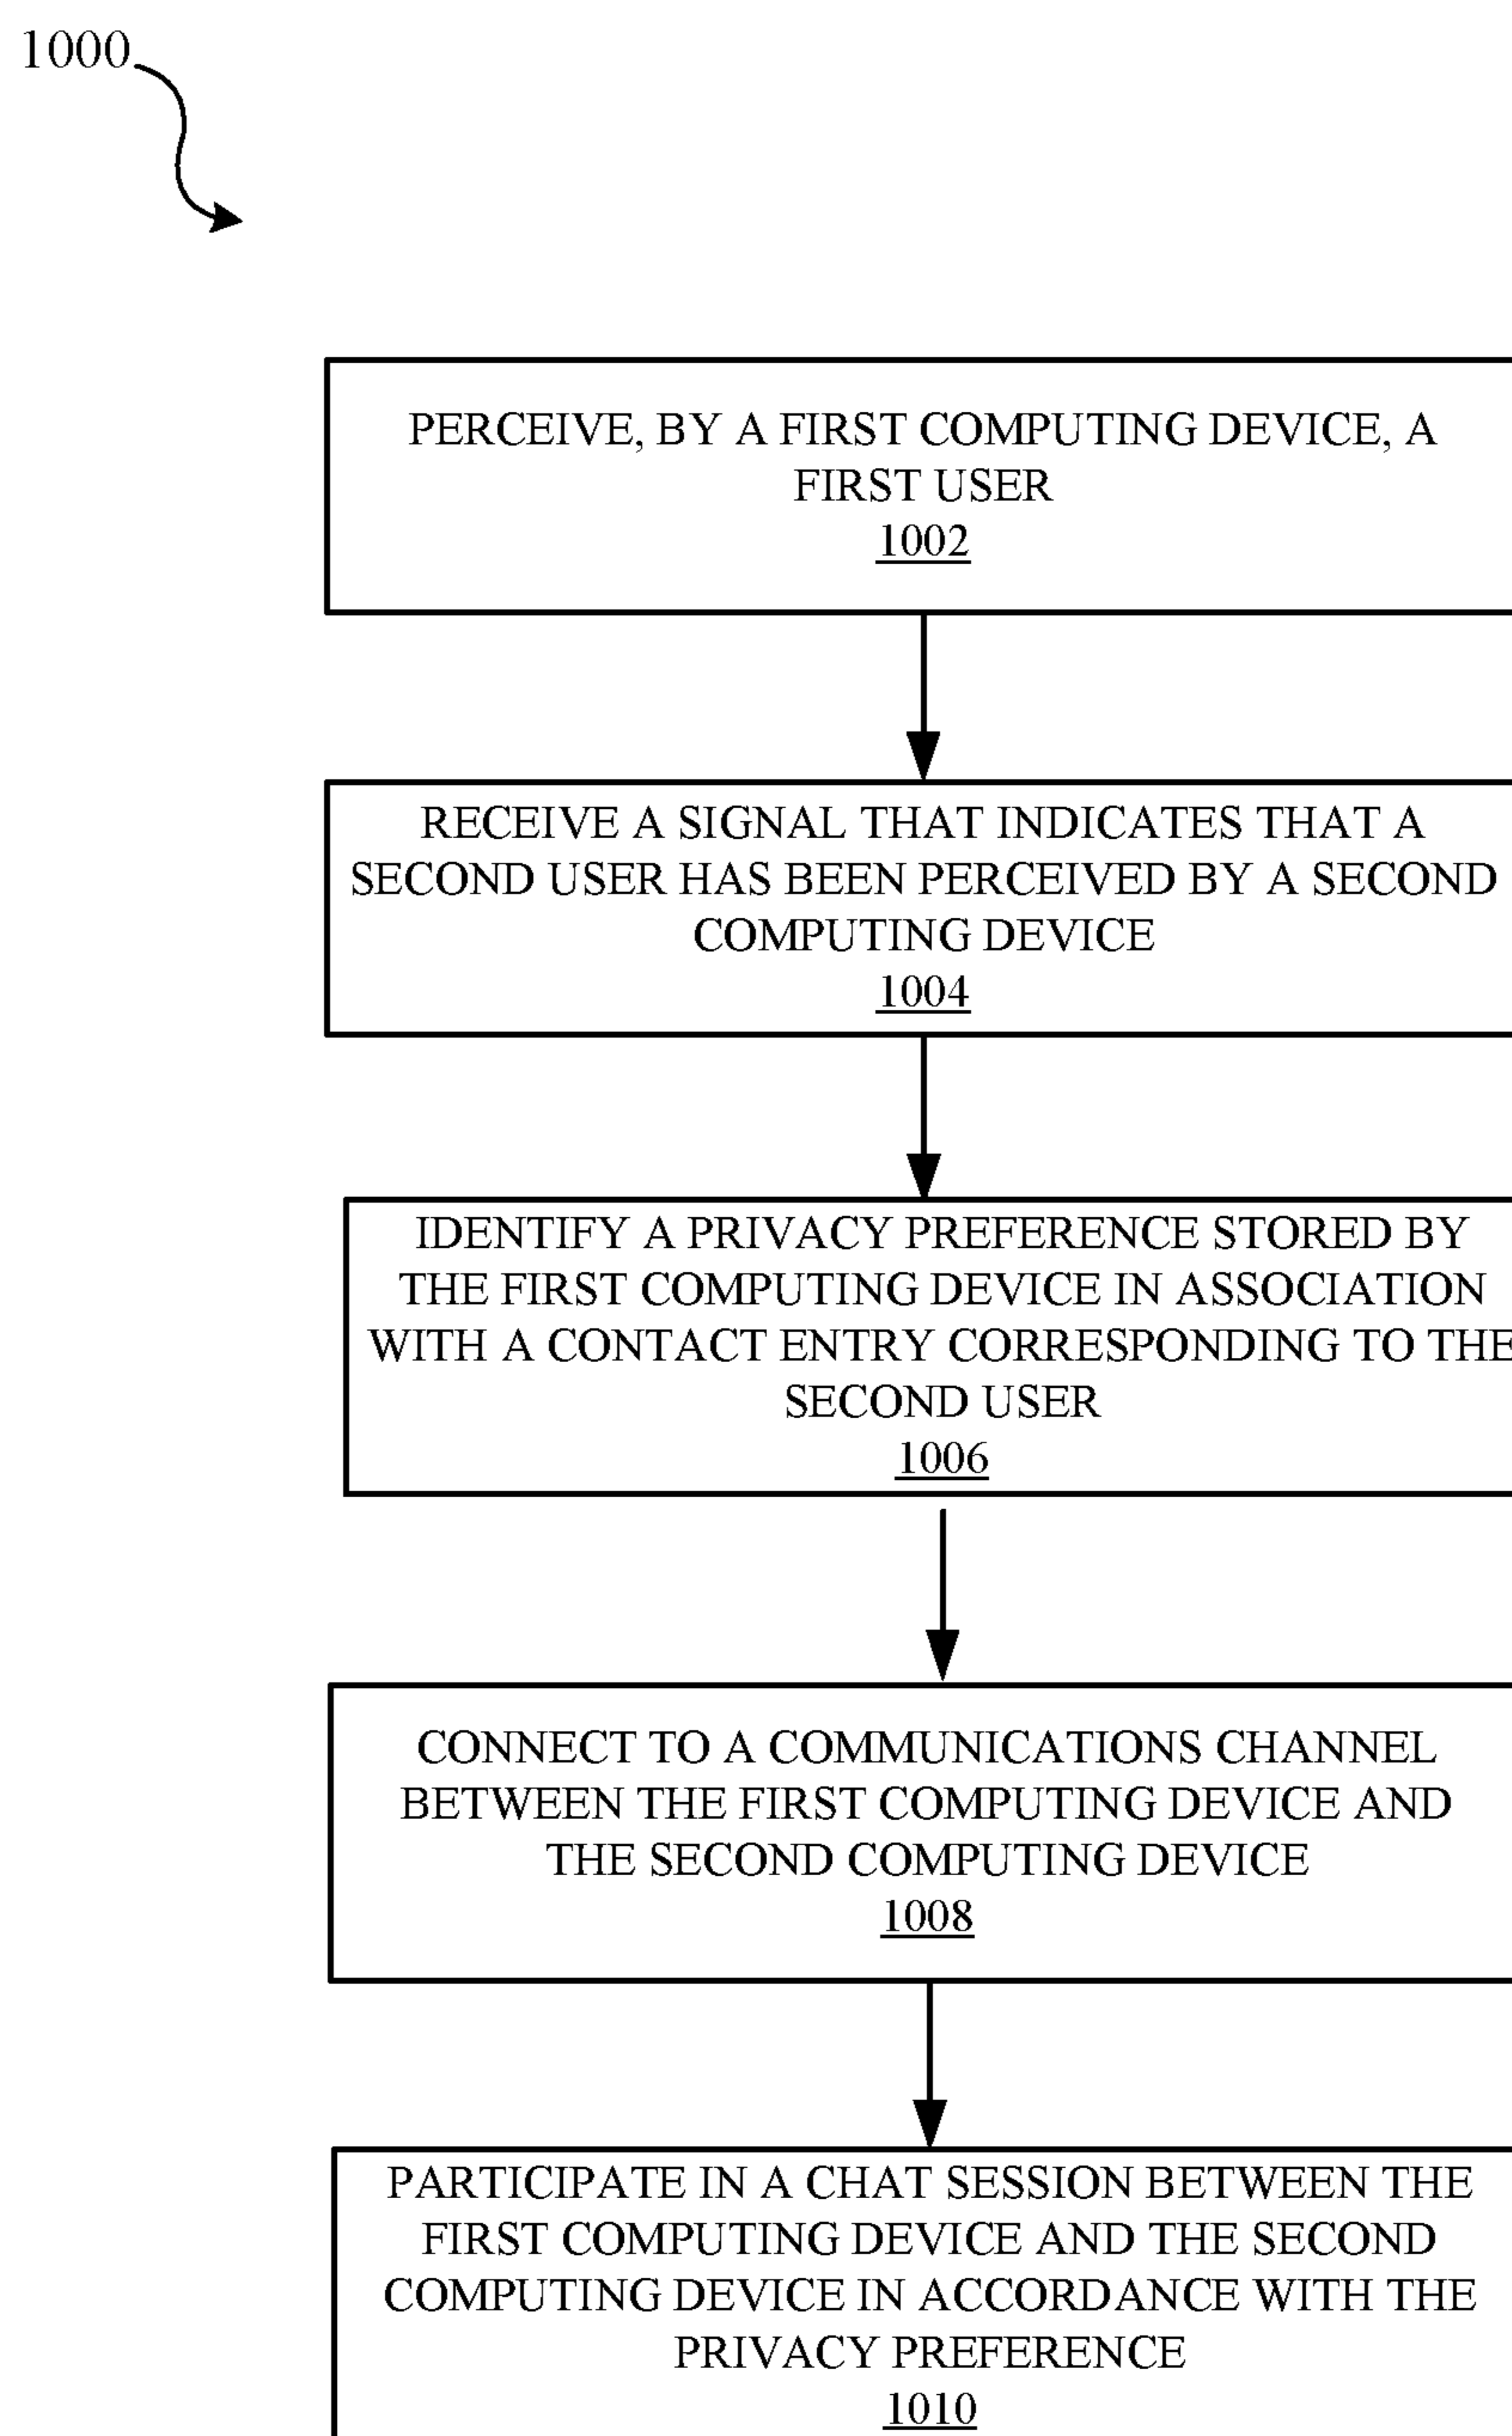 1000
PERCEIVE, BY A FIRST COMPUTING DEVICE, A
FIRST USER
1002
RECEIVE A SIGNAL THAT INDICATES THAT A
SECOND USER HAS BEEN PERCEIVED BY A SECOND
COMPUTING DEVICE
1004
IDENTIFY A PRIVACY PREFERENCE STORED BY
THE FIRST COMPUTING DEVICE IN ASSOCIATION
WITH A CONTACT ENTRY CORRESPONDING TO THE
SECOND USER
1006
CONNECT TO A COMMUNICATIONS CHANNEL
BETWEEN THE FIRST COMPUTING DEVICE AND
THE SECOND COMPUTING DEVICE
1008
PARTICIPATE IN A CHAT SESSION BETWEEN THE
FIRST COMPUTING DEVICE AND THE SECOND
COMPUTING DEVICE IN ACCORDANCE WITH THE
PRIVACY PREFERENCE
1010